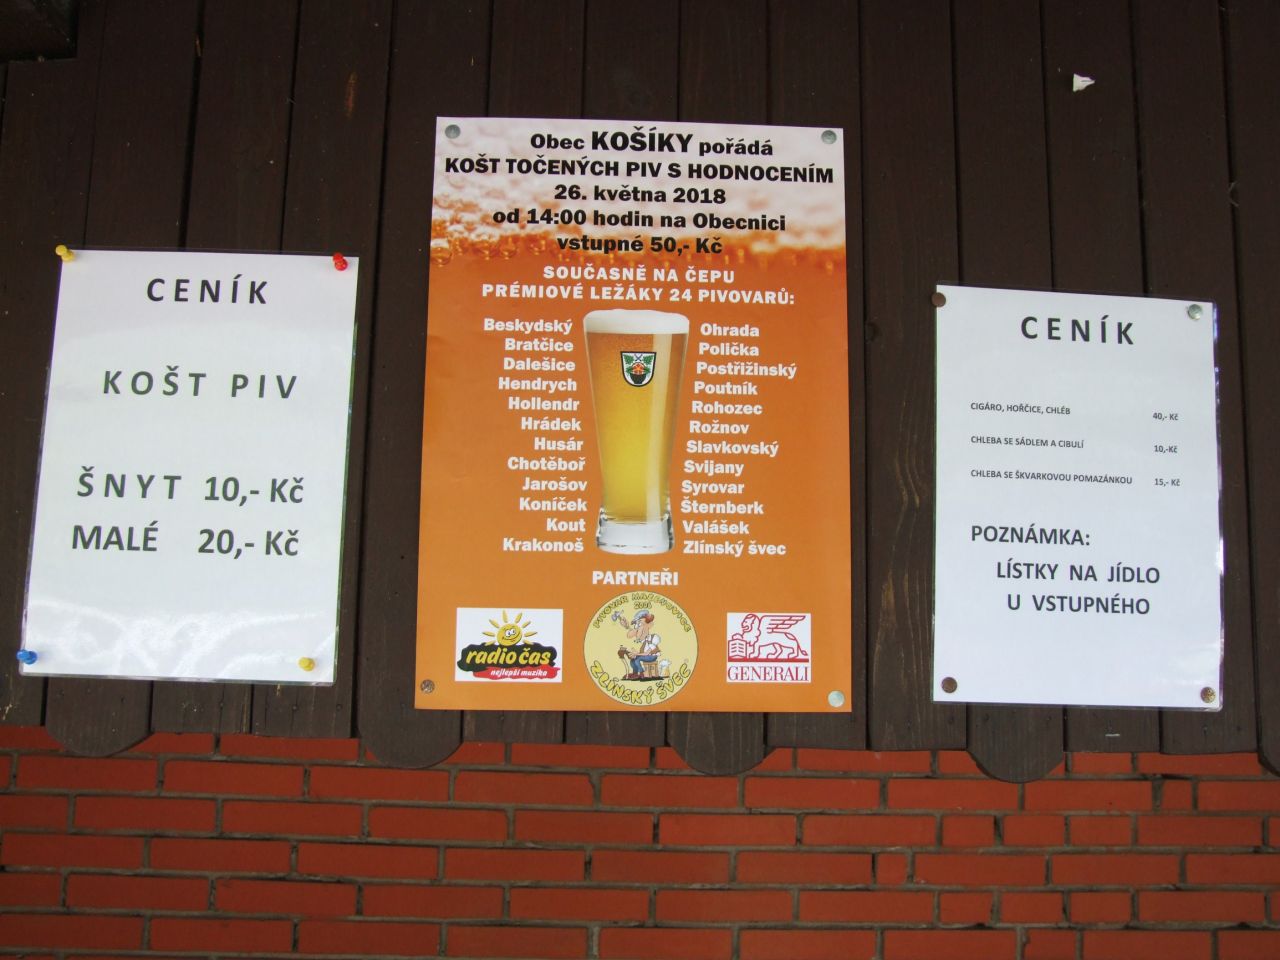 CENÍK
KOŠT PIV
ŠNYT 10,- Kč
MALÉ 20,- Kč
Obec KOŠÍKY pořádá
KOŠT TOČENÝCH PIV S HODNOCENÍM
26. května 2018
od 14:00 hodin na Obecnici
vstupné 50,- Kč
SOUČASNĚ NA ČEPU
PRÉMIOVÉ LEŽÁKY 24 PIVOVARŮ:
Beskydský
Bratčice
Dalešice
Hendrych
Hollendr
Hrádek
Husár
Chotěboř
Jarošov
Koníček
Kout
Krakonoš
Ohrada
Polička
Postřižinský
Poutník
Rohozec
Rožnov
Slavkovský
Svijany
Syrovar
Šternberk
Valášek
Zlínský švec
PARTNEŘI
rádio čas
nejlepší muzika
PIVOVAR MALENOVICE
ZLÍNSKÝ ŠVEC
GENERALI
CENÍK
CIGÁRO, HOŘČICE, CHLÉB 40,- Kč
CHLEBA SE SÁDLEM A CIBULÍ 10,-Kč
CHLEBA SE ŠKVARKOVOU POMAZÁNKOU 15,- Kč
POZNÁMKA:
LÍSTKY NA JÍDLO
U VSTUPNÉHO